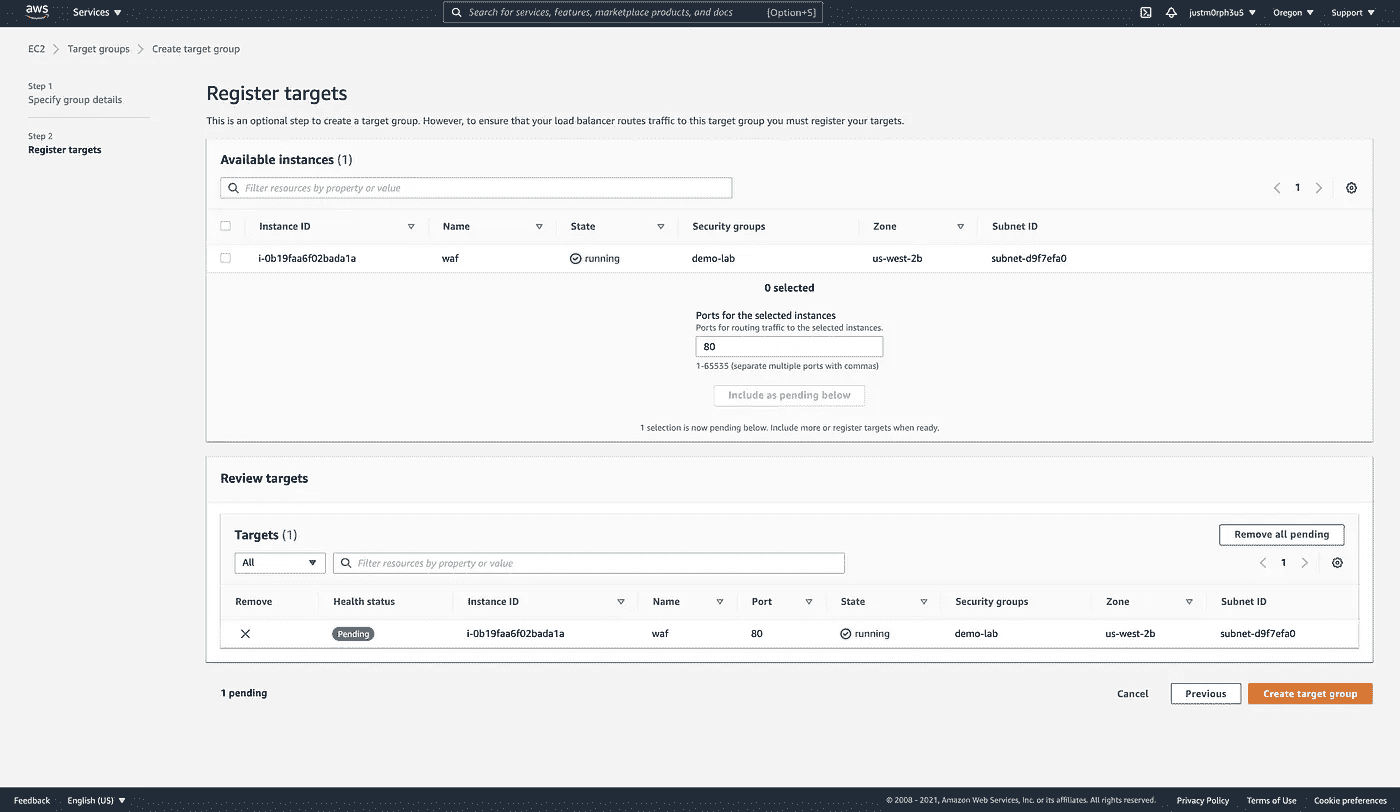 aws Services Search for services, features, marketplace products, and docs [Option+S] justm0rph3u5 Oregon Support
EC2 Target groups Create target group
Step 1
Specify group details
Step 2
Register targets
Register targets
This is an optional step to create a target group. However, to ensure that your load balancer routes traffic to this target group you must register your targets.
Available instances (1)
Filter resources by property or value 1
Instance ID Name State Security groups Zone Subnet ID
i-0b19faa6f02bada1a waf running demo-lab us-west-2b subnet-d9f7efa0
0 selected
Ports for the selected instances
Ports for routing traffic to the selected instances.
80
1-65535 (separate multiple ports with commas)
Include as pending below
1 selection is now pending below. Include more or register targets when ready.
Review targets
Targets (1) Remove all pending
All Filter resources by property or value 1
Remove Health status Instance ID Name Port State Security groups Zone Subnet ID
Pending i-0b19faa6f02bada1a waf 80 running demo-lab us-west-2b subnet-d9f7efa0
1 pending Cancel Previous Create target group
Feedback English (US) © 2008 - 2021, Amazon Web Services, Inc. or its affiliates. All rights reserved. Privacy Policy Terms of Use Cookie preferences